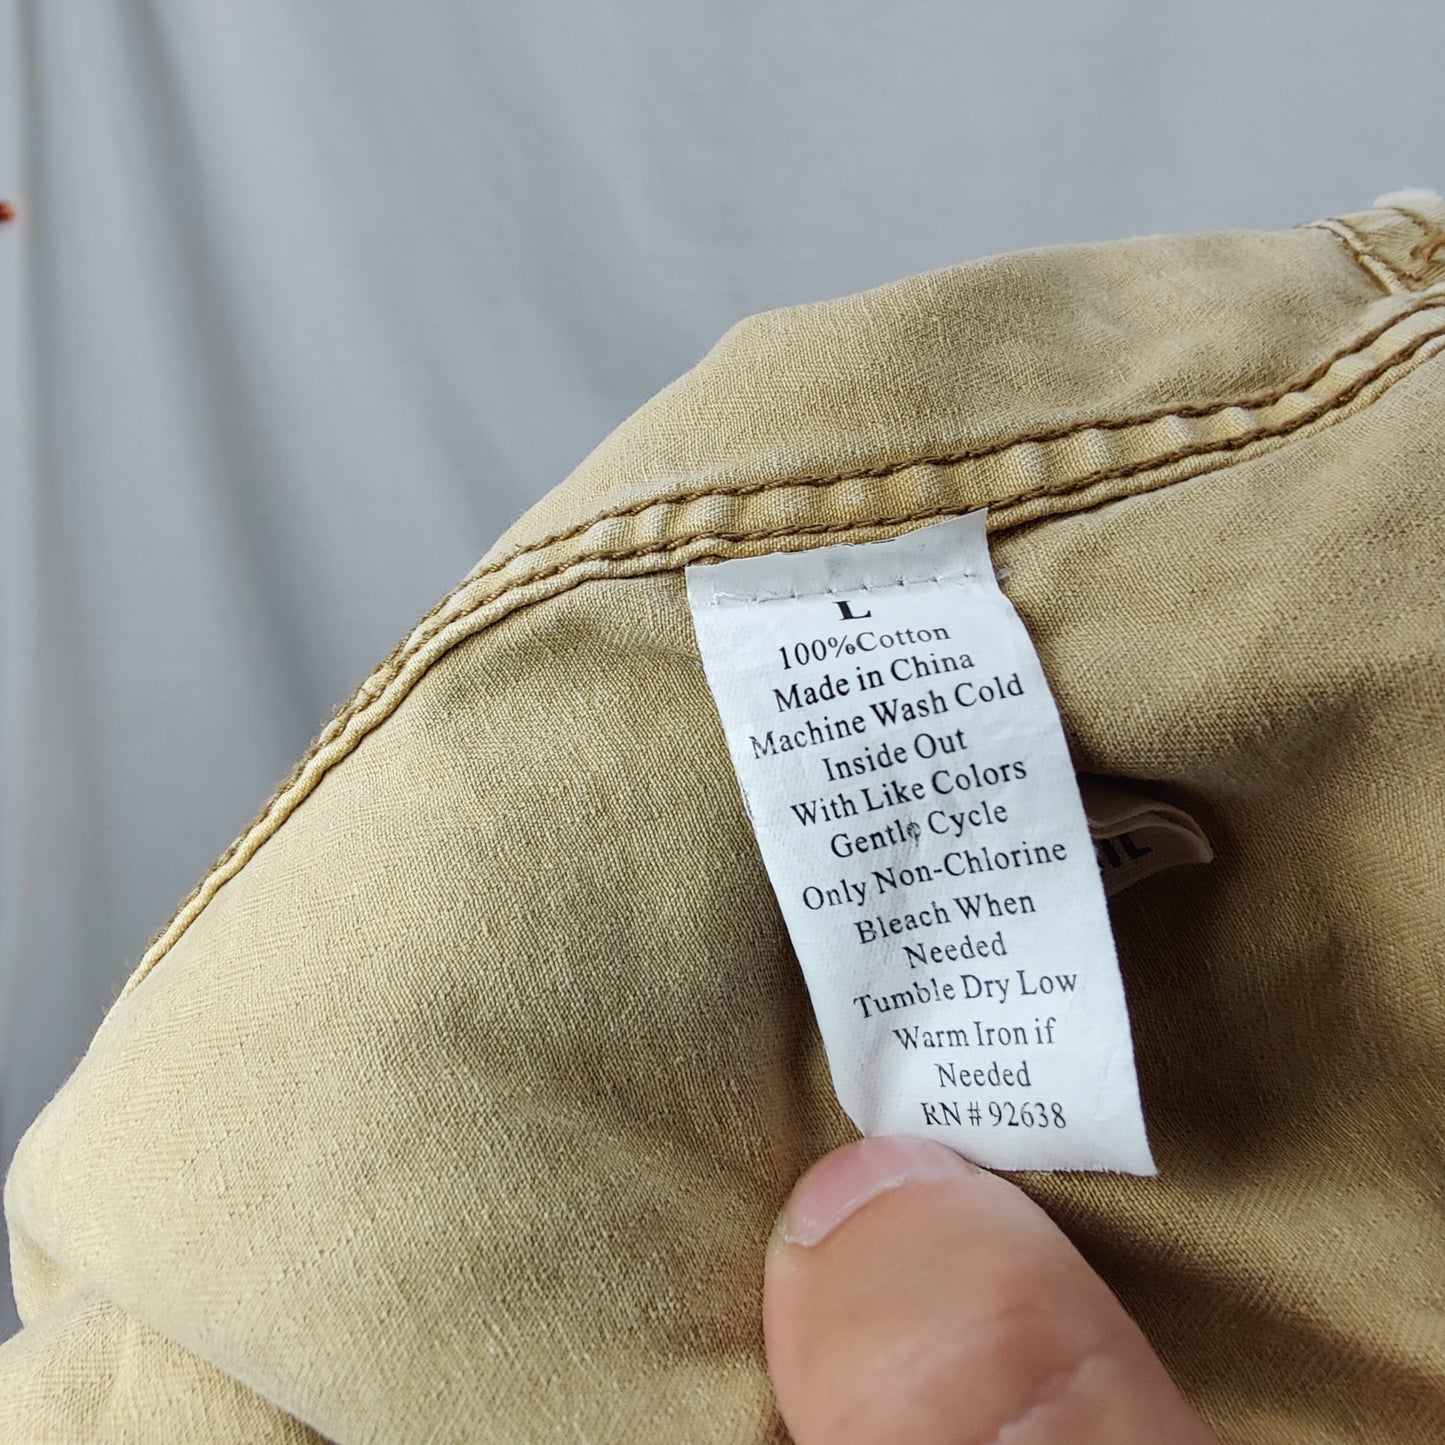 L
100%Cotton
Made in China
Machine Wash Cold
Inside Out
With Like Colors
Gentle Cycle
Only Non-Chlorine
Bleach When
Needed
Tumble Dry Low
Warm Iron if
Needed
RN # 92638